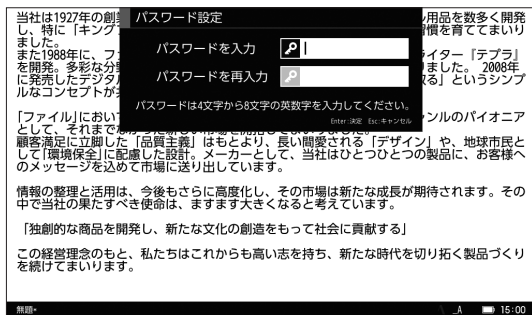 当社は1927年の創
し、特に「キング
ました。
また1988年に、フ
を開発。多彩な分
に発売したデジタ
ルなコンセプトが
パスワード設定
パスワードを入力
パスワードを再入力
パスワードは4文字から8文字の英数字を入力してください。
Enter:決定 Esc:キャンセル
ル用品を数多く開発
習慣を育ててまいり
ライター『テプラ』
ました。 2008年
る」というシンプ
「ファイル」におい
ンルのパイオニア
として、それまで
顧客満足に立脚した「品質主義」はもとより、長い間愛される「デザイン」や、地球市民と
して「環境保全」に配慮した設計。メーカーとして、当社はひとつひとつの製品に、お客様へ
のメッセージを込めて市場に送り出しています。
情報の整理と活用は、今後もさらに高度化し、その市場は新たな成長が期待されます。その
中で当社の果たすべき使命は、ますます大きくなると考えています。
「独創的な商品を開発し、新たな文化の創造をもって社会に貢献する」
この経営理念のもと、私たちはこれからも高い志を持ち、新たな時代を切り拓く製品づくり
を続けてまいります。
無題*
_A 15:00